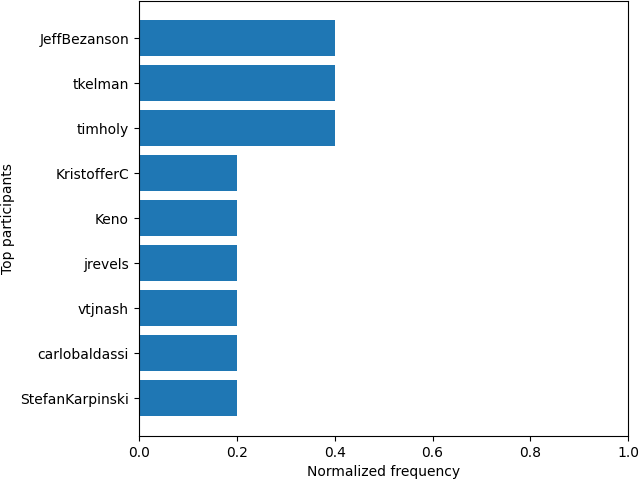 JeffBezanson
tkelman
timholy
KristofferC
Keno
jrevels
vtjnash
carlobaldassi
StefanKarpinski
Top participants
0.0 0.2 0.4 0.6 0.8 1.0
Normalized frequency